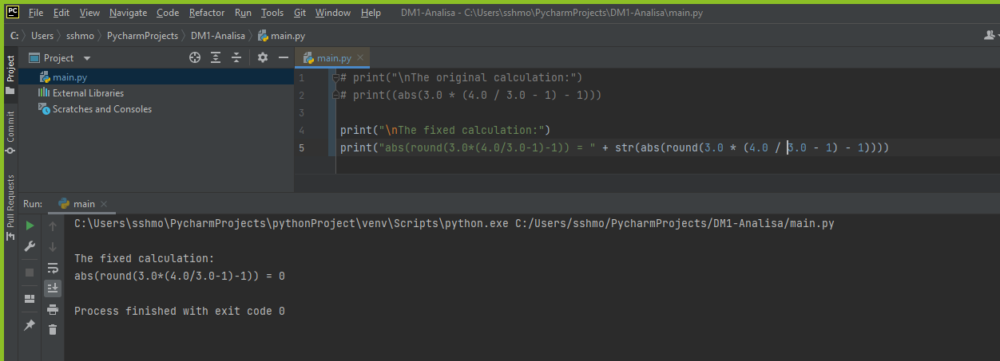 PC File Edit View Navigate Code Refactor Run Tools Git Window Help DM1-Analisa - C:\Users\sshmo\PycharmProjects\DM1-Analisa\main.py
C: Users sshmo PycharmProjects DM1-Analisa main.py
Project
Commit
Pull Requests
Project
main.py
External Libraries
Scratches and Consoles
main.py
1 # print("\nThe original calculation:")
2 # print((abs(3.0 * (4.0 / 3.0 - 1) - 1)))
3
4 print("\nThe fixed calculation:")
5 print("abs(round(3.0*(4.0/3.0-1)-1)) = " + str(abs(round(3.0 * (4.0 / 3.0 - 1) - 1))))
Run: main
C:\Users\sshmo\PycharmProjects\pythonProject\venv\Scripts\python.exe C:/Users/sshmo/PycharmProjects/DM1-Analisa/main.py
The fixed calculation:
abs(round(3.0*(4.0/3.0-1)-1)) = 0
Process finished with exit code 0